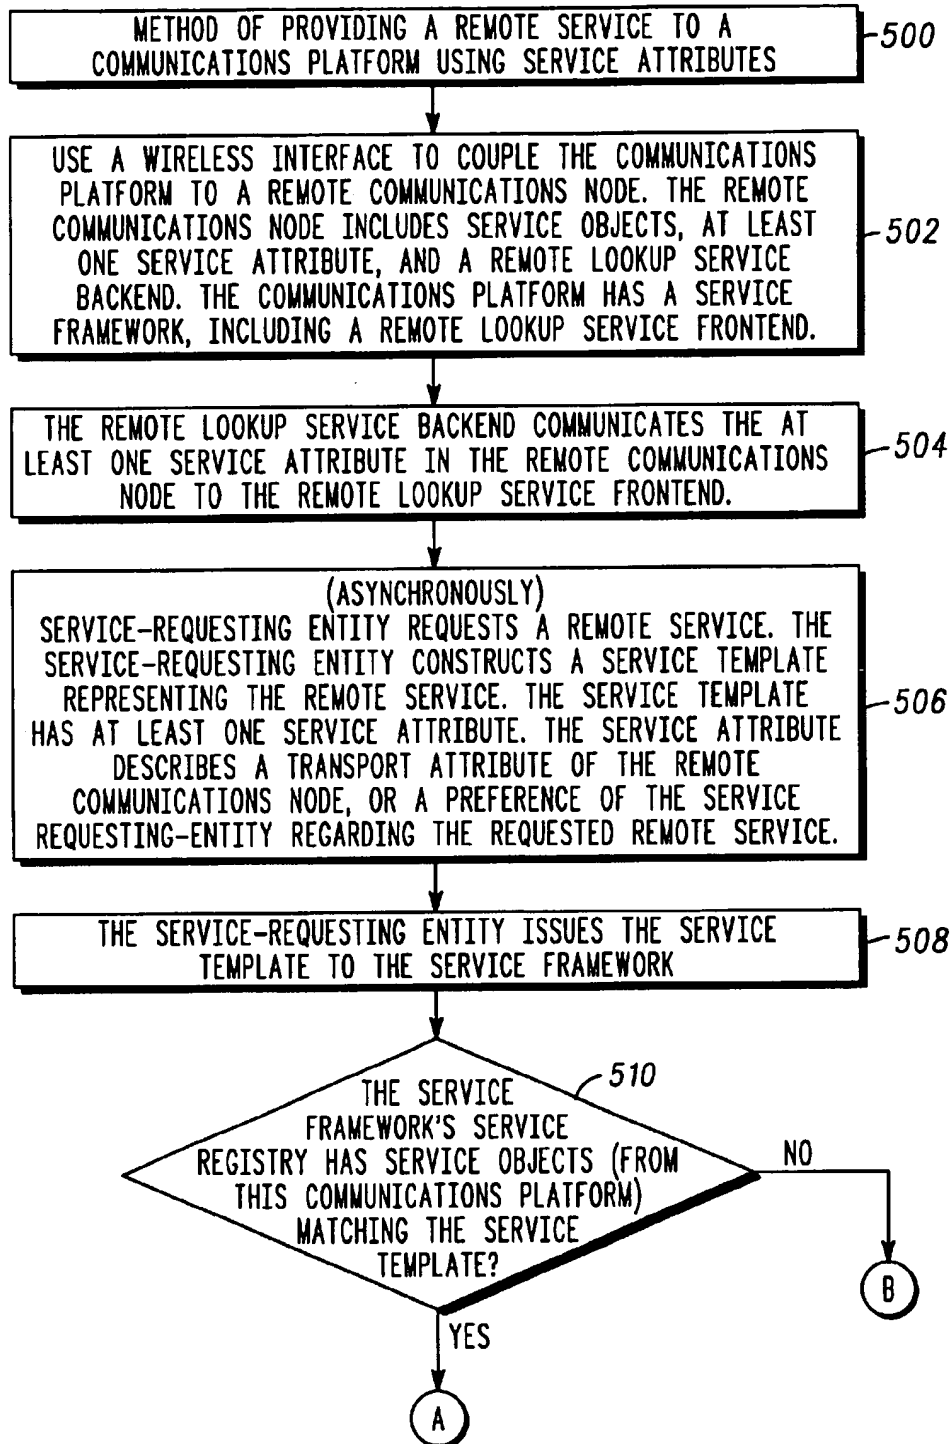 METHOD OF PROVIDING A REMOTE SERVICE TO A
COMMUNICATIONS PLATFORM USING SERVICE ATTRIBUTES
500
USE A WIRELESS INTERFACE TO COUPLE THE COMMUNICATIONS
PLATFORM TO A REMOTE COMMUNICATIONS NODE. THE REMOTE
COMMUNICATIONS NODE INCLUDES SERVICE OBJECTS, AT LEAST
ONE SERVICE ATTRIBUTE, AND A REMOTE LOOKUP SERVICE
BACKEND. THE COMMUNICATIONS PLATFORM HAS A SERVICE
FRAMEWORK, INCLUDING A REMOTE LOOKUP SERVICE FRONTEND.
502
THE REMOTE LOOKUP SERVICE BACKEND COMMUNICATES THE AT
LEAST ONE SERVICE ATTRIBUTE IN THE REMOTE COMMUNICATIONS
NODE TO THE REMOTE LOOKUP SERVICE FRONTEND.
504
(ASYNCHRONOUSLY)
SERVICE-REQUESTING ENTITY REQUESTS A REMOTE SERVICE. THE
SERVICE-REQUESTING ENTITY CONSTRUCTS A SERVICE TEMPLATE
REPRESENTING THE REMOTE SERVICE. THE SERVICE TEMPLATE
HAS AT LEAST ONE SERVICE ATTRIBUTE. THE SERVICE ATTRIBUTE
DESCRIBES A TRANSPORT ATTRIBUTE OF THE REMOTE
COMMUNICATIONS NODE, OR A PREFERENCE OF THE SERVICE
REQUESTING-ENTITY REGARDING THE REQUESTED REMOTE SERVICE.
506
THE SERVICE-REQUESTING ENTITY ISSUES THE SERVICE
TEMPLATE TO THE SERVICE FRAMEWORK
508
510
THE SERVICE
FRAMEWORK'S SERVICE
REGISTRY HAS SERVICE OBJECTS (FROM
THIS COMMUNICATIONS PLATFORM)
MATCHING THE SERVICE
TEMPLATE?
NO
B
YES
A